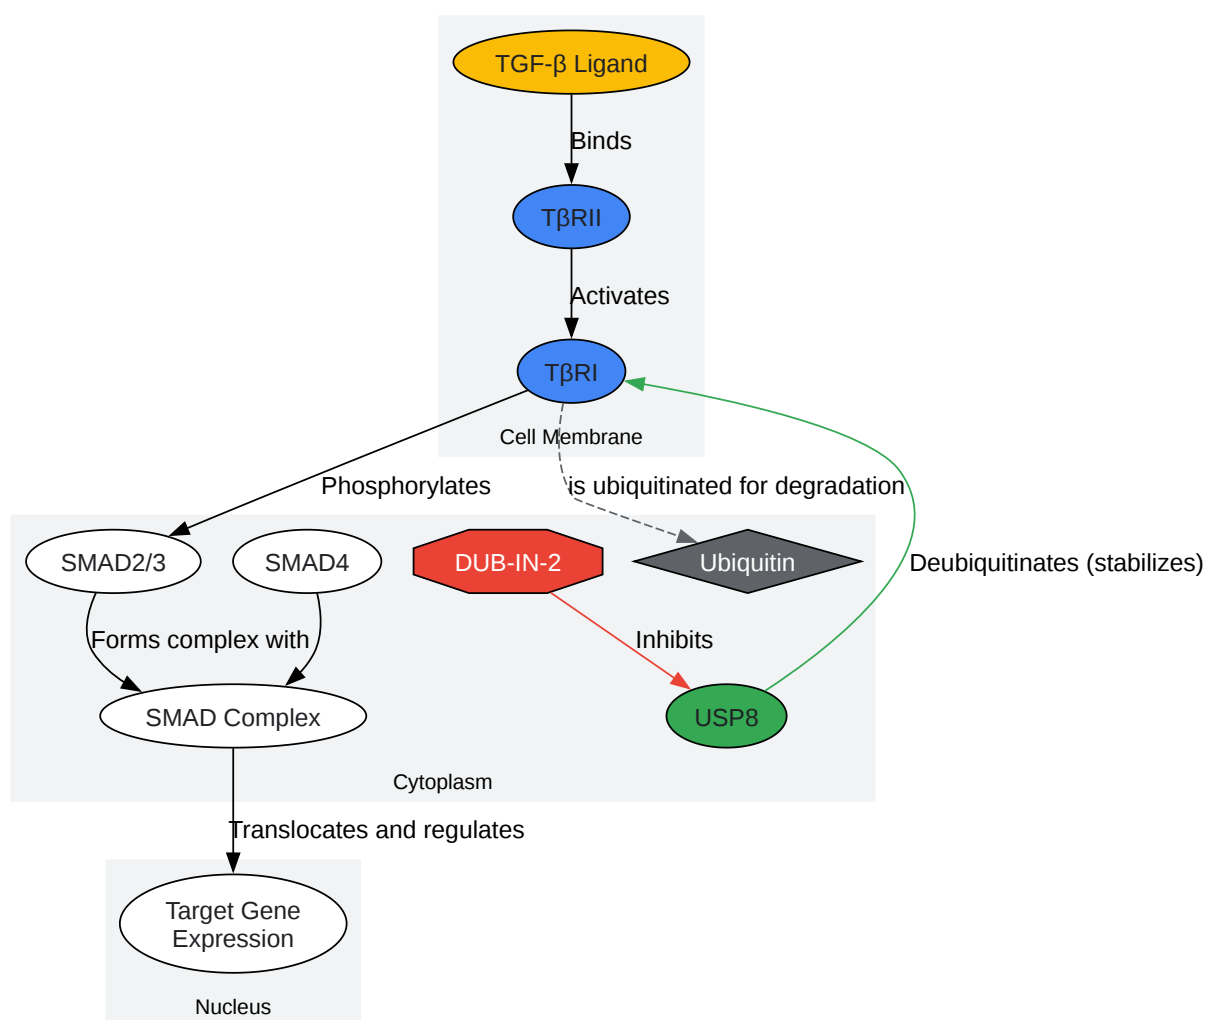 TGF-β Ligand
Binds
TβRII
Activates
TβRI
Cell Membrane
Phosphorylates
is ubiquitinated for degradation
SMAD2/3
SMAD4
DUB-IN-2
Ubiquitin
Deubiquitinates (stabilizes)
Forms complex with
Inhibits
SMAD Complex
USP8
Cytoplasm
Translocates and regulates
Target Gene
Expression
Nucleus